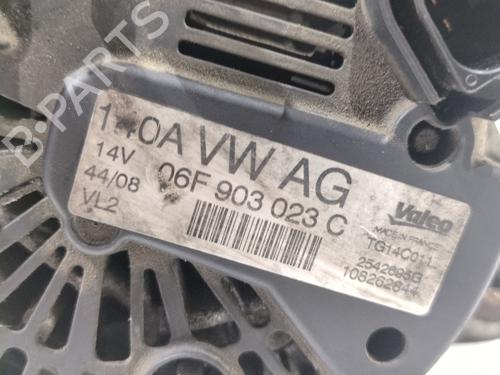 140A VW AG
14V
06F 903 023 C
44/08
VL2
Valeo
MADE IN FRANCE
TG14C011
2542695G
108262644
B-PARTS